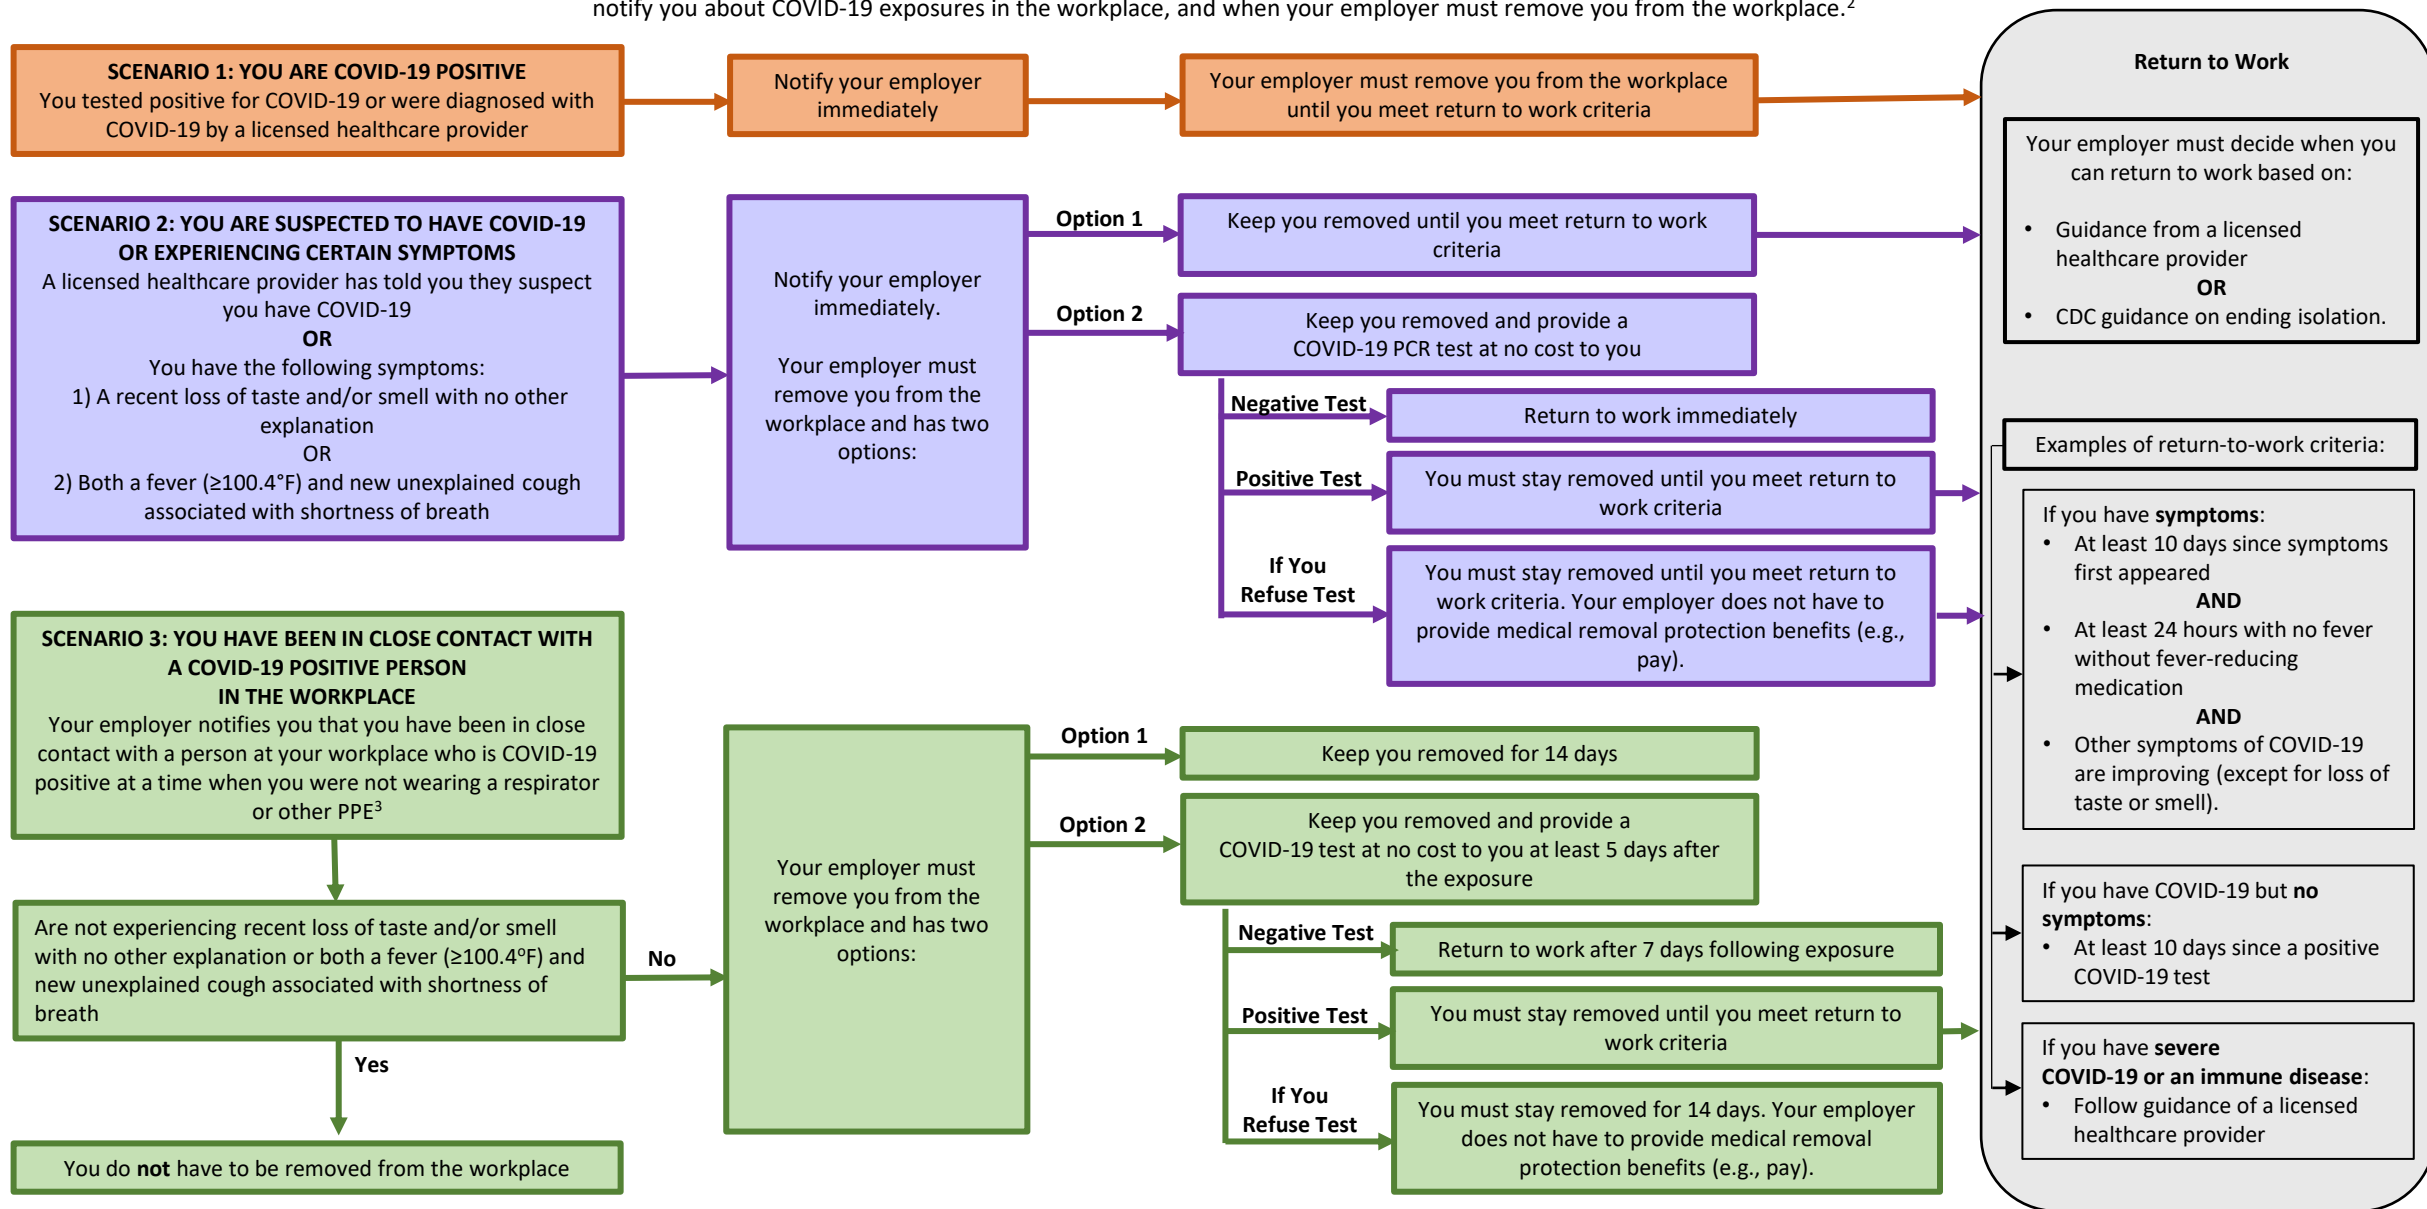 notify you about COVID-19 exposures in the workplace, and when your employer must remove you from the workplace.2
SCENARIO 1: YOU ARE COVID-19 POSITIVE
You tested positive for COVID-19 or were diagnosed with
COVID-19 by a licensed healthcare provider
Notify your employer
immediately
Your employer must remove you from the workplace
until you meet return to work criteria
SCENARIO 2: YOU ARE SUSPECTED TO HAVE COVID-19
OR EXPERIENCING CERTAIN SYMPTOMS
A licensed healthcare provider has told you they suspect
you have COVID-19
OR
You have the following symptoms:
1) A recent loss of taste and/or smell with no other
explanation
OR
2) Both a fever (≥100.4°F) and new unexplained cough
associated with shortness of breath
Notify your employer
immediately.
Your employer must
remove you from the
workplace and has two
options:
Option 1
Keep you removed until you meet return to work
criteria
Option 2
Keep you removed and provide a
COVID-19 PCR test at no cost to you
Negative Test
Return to work immediately
Positive Test
You must stay removed until you meet return to
work criteria
If You
Refuse Test
You must stay removed until you meet return to
work criteria. Your employer does not have to
provide medical removal protection benefits (e.g.,
pay).
SCENARIO 3: YOU HAVE BEEN IN CLOSE CONTACT WITH
A COVID-19 POSITIVE PERSON
IN THE WORKPLACE
Your employer notifies you that you have been in close
contact with a person at your workplace who is COVID-19
positive at a time when you were not wearing a respirator
or other PPE3
Are not experiencing recent loss of taste and/or smell
with no other explanation or both a fever (≥100.4ºF) and
new unexplained cough associated with shortness of
breath
No
Yes
You do not have to be removed from the workplace
Your employer must
remove you from the
workplace and has two
options:
Option 1
Keep you removed for 14 days
Option 2
Keep you removed and provide a
COVID-19 test at no cost to you at least 5 days after
the exposure
Negative Test
Return to work after 7 days following exposure
Positive Test
You must stay removed until you meet return to
work criteria
If You
Refuse Test
You must stay removed for 14 days. Your employer
does not have to provide medical removal
protection benefits (e.g., pay).
Return to Work
Your employer must decide when you
can return to work based on:
• Guidance from a licensed
healthcare provider
OR
• CDC guidance on ending isolation.
Examples of return-to-work criteria:
If you have symptoms:
• At least 10 days since symptoms
first appeared
AND
• At least 24 hours with no fever
without fever-reducing
medication
AND
• Other symptoms of COVID-19
are improving (except for loss of
taste or smell).
If you have COVID-19 but no
symptoms:
• At least 10 days since a positive
COVID-19 test
If you have severe
COVID-19 or an immune disease:
• Follow guidance of a licensed
healthcare provider